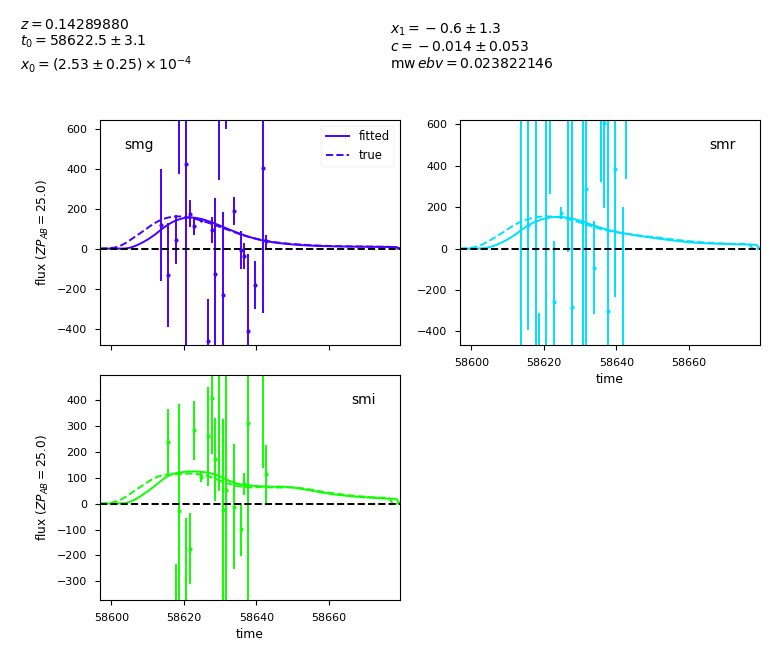 z = 0.14289880
t₀ = 58622.5 ± 3.1
x₀ = (2.53 ± 0.25) × 10⁻⁴
x₁ = −0.6 ± 1.3
c = −0.014 ± 0.053
mw ebv = 0.023822146
smg
fitted
true
600
400
200
0
−200
−400
flux (ZP_AB = 25.0)
smr
600
400
200
0
−200
−400
58600 58620 58640 58660
time
smi
400
300
200
100
0
−100
−200
−300
flux (ZP_AB = 25.0)
58600 58620 58640 58660
time